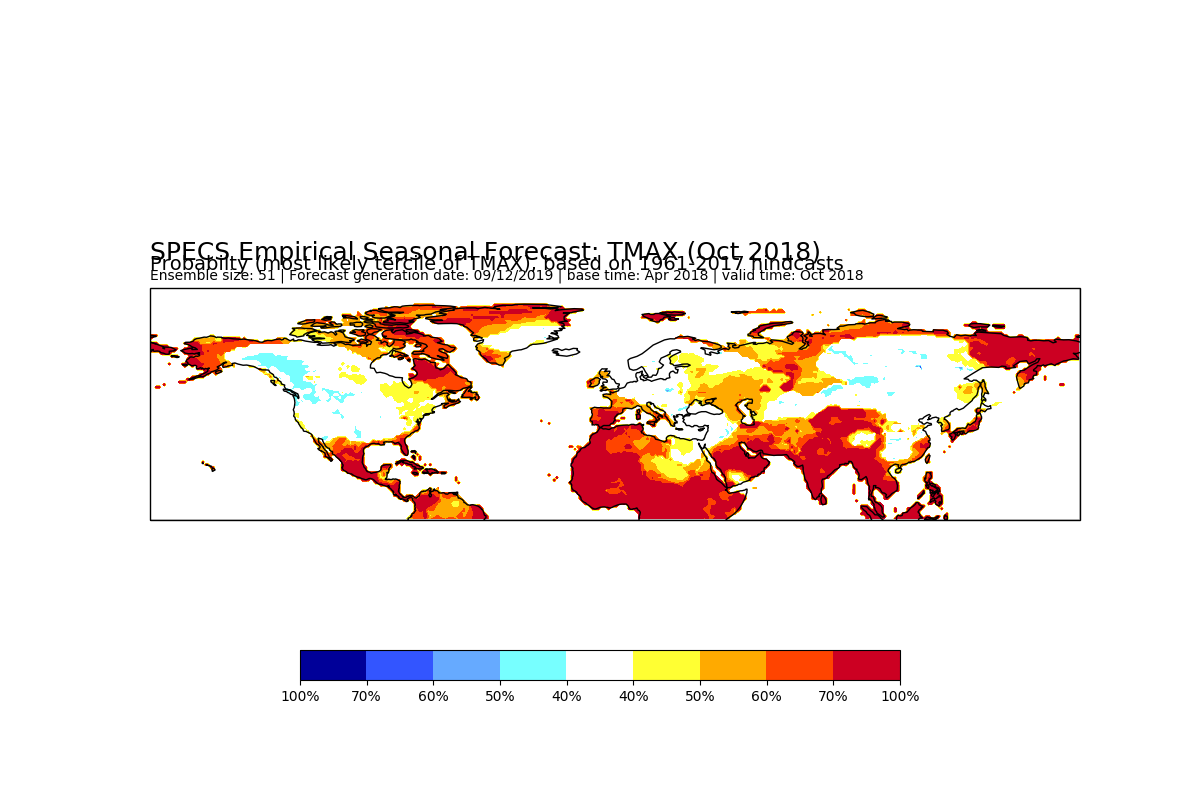 SPECS Empirical Seasonal Forecast: TMAX (Oct 2018)
Probabilty (most likely tercile of TMAX), based on 1961-2017 hindcasts
Ensemble size: 51 | Forecast generation date: 09/12/2019 | base time: Apr 2018 | valid time: Oct 2018
100% 70% 60% 50% 40% 40% 50% 60% 70% 100%